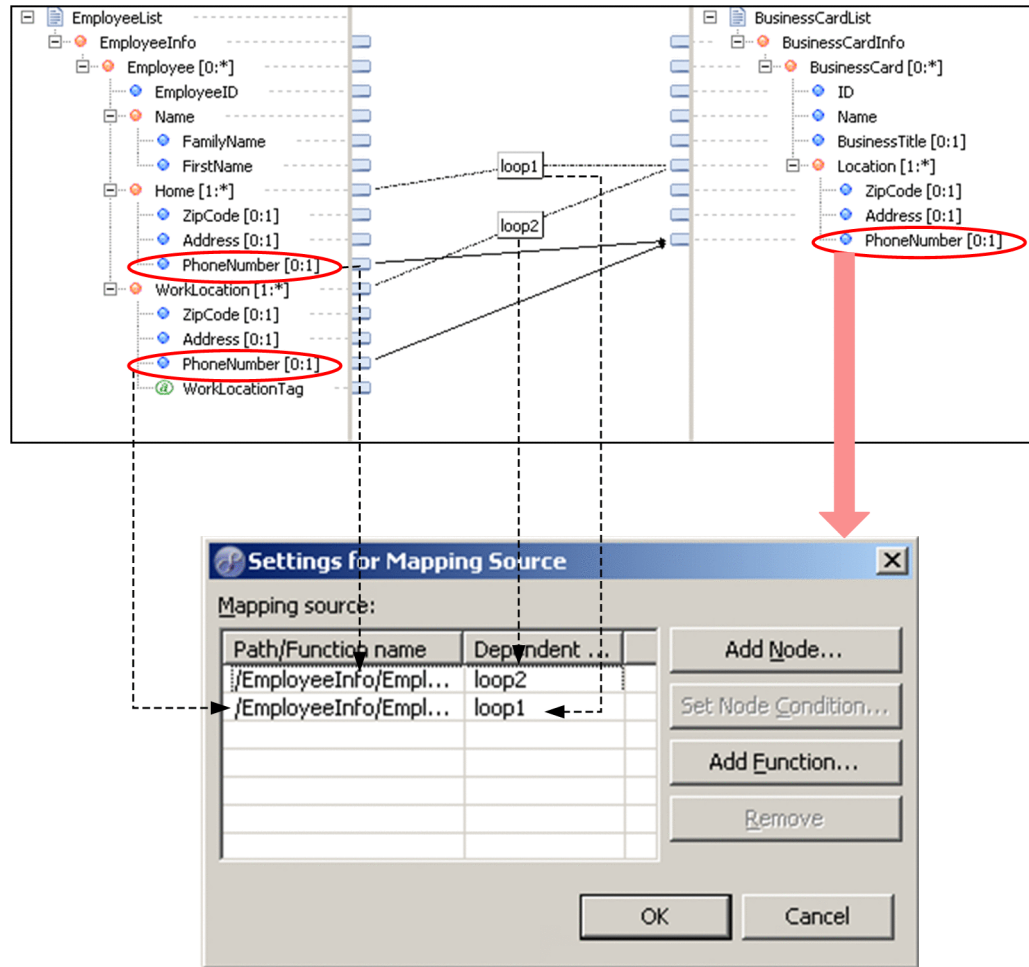 EmployeeList
EmployeeInfo
Employee [0:*]
EmployeeID
Name
FamilyName
FirstName
Home [1:*]
ZipCode [0:1]
Address [0:1]
PhoneNumber [0:1]
WorkLocation [1:*]
ZipCode [0:1]
Address [0:1]
PhoneNumber [0:1]
@ WorkLocationTag
loop1
loop2
BusinessCardList
BusinessCardInfo
BusinessCard [0:*]
ID
Name
BusinessTitle [0:1]
Location [1:*]
ZipCode [0:1]
Address [0:1]
PhoneNumber [0:1]
Settings for Mapping Source
Mapping source:
Path/Function name Dependent ...
/EmployeeInfo/Empl... loop2
/EmployeeInfo/Empl... loop1
Add Node...
Set Node Condition...
Add Function...
Remove
OK Cancel